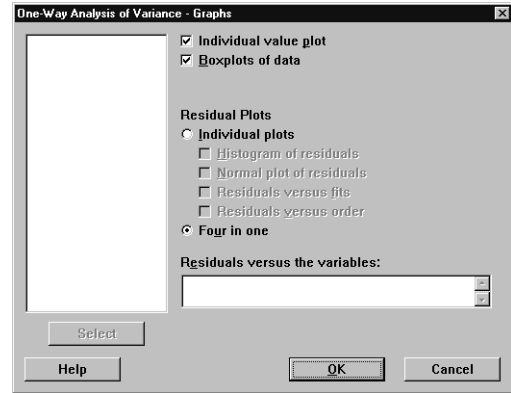 One-Way Analysis of Variance - Graphs
Individual value plot
Boxplots of data
Residual Plots
Individual plots
Histogram of residuals
Normal plot of residuals
Residuals versus fits
Residuals versus order
Four in one
Residuals versus the variables:
Select
Help
OK
Cancel